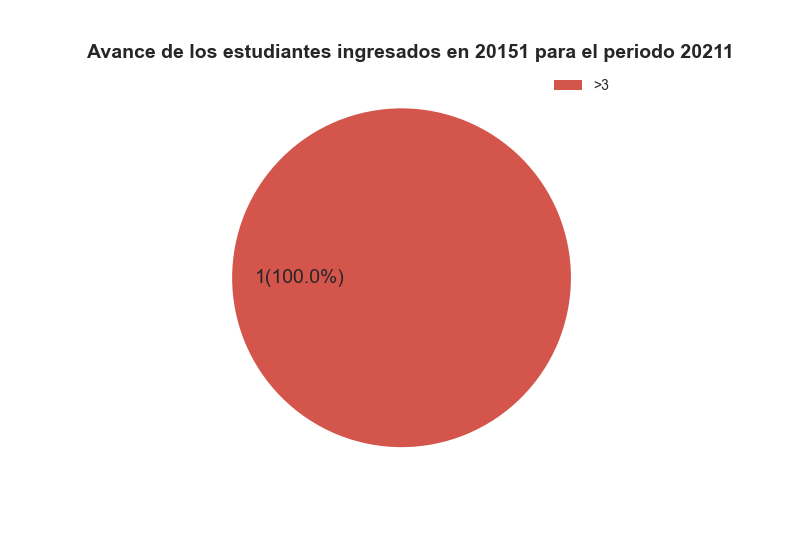 Avance de los estudiantes ingresados en 20151 para el periodo 20211
>3
1(100.0%)